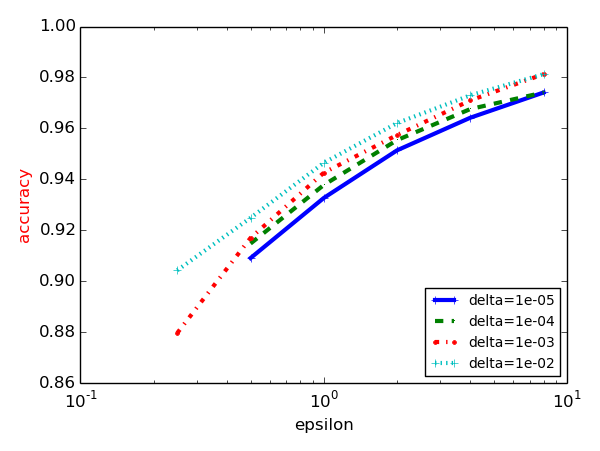 1.00
0.98
0.96
0.94
0.92
0.90
0.88
0.86
accuracy
delta=1e-05
delta=1e-04
delta=1e-03
delta=1e-02
10^-1
10^0
10^1
epsilon